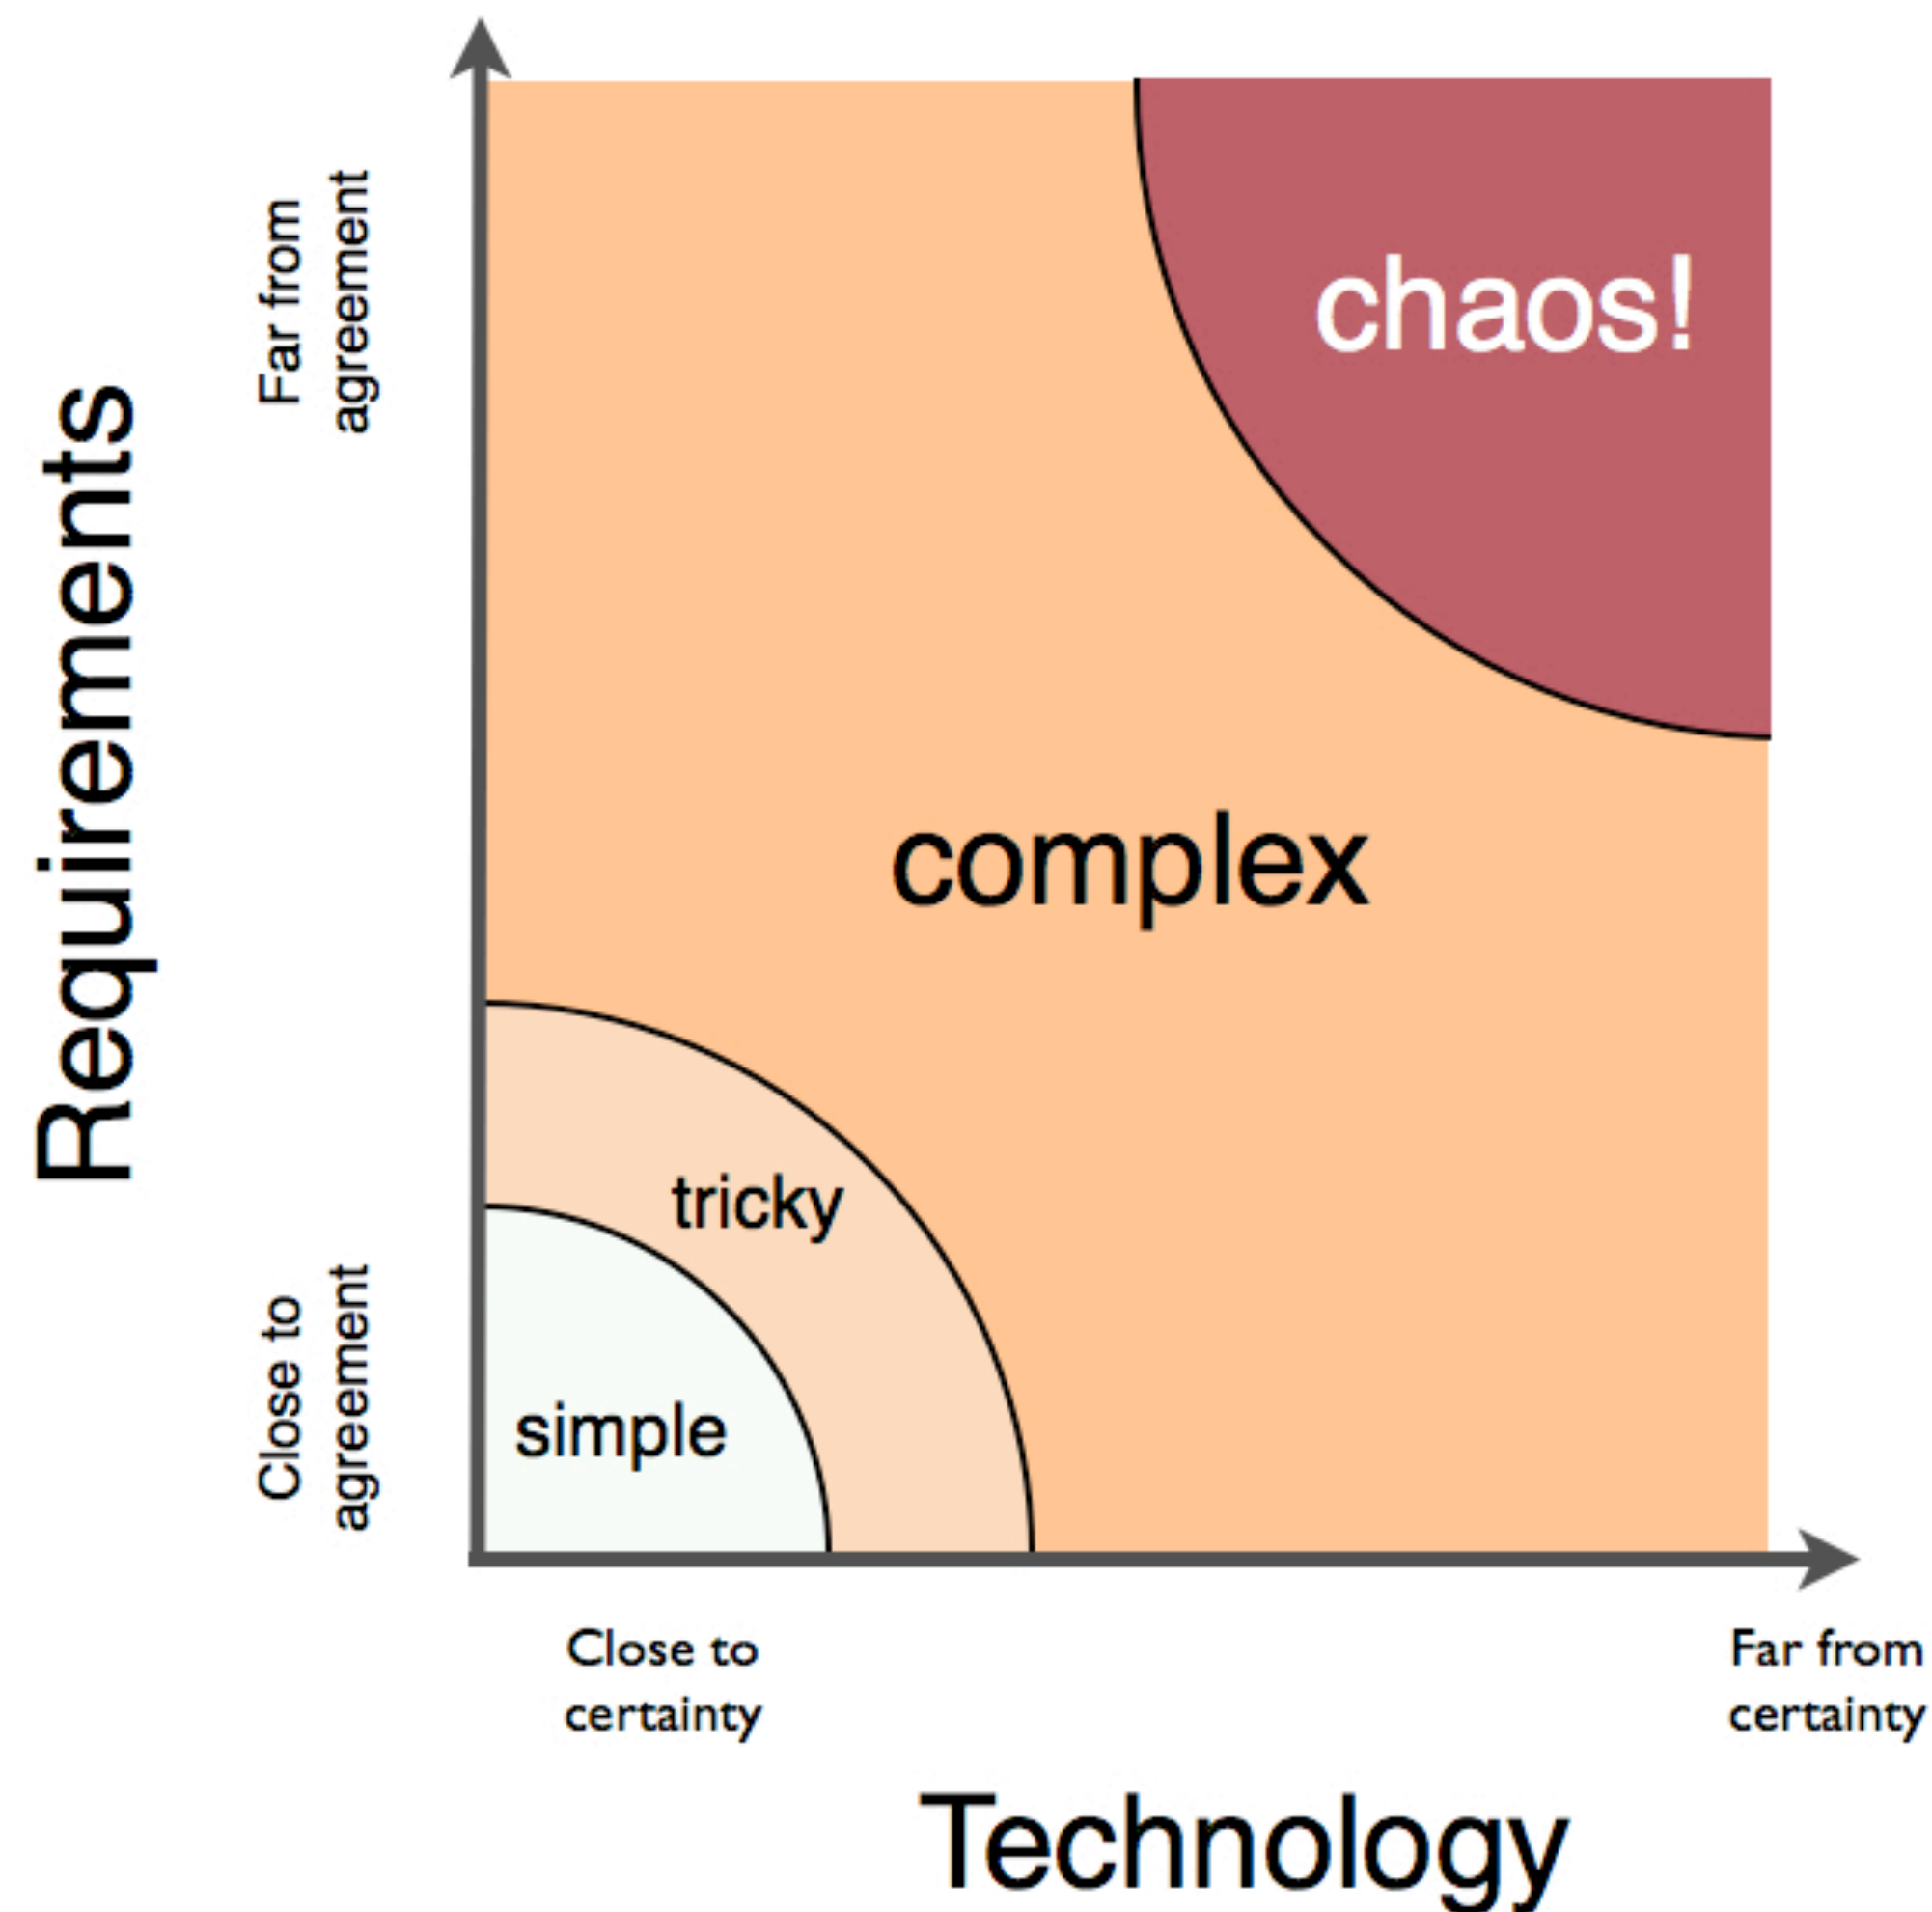 Requirements
Far from
agreement
Close to
agreement
chaos!
complex
tricky
simple
Close to
certainty
Far from
certainty
Technology